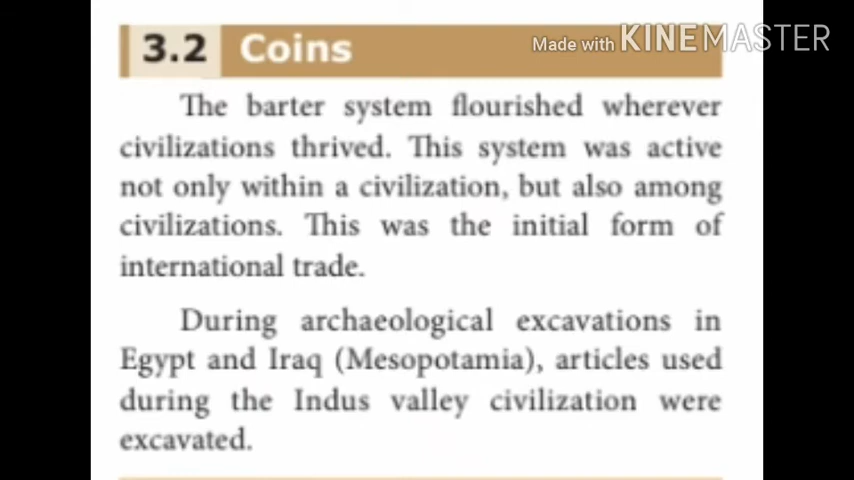 3.2 Coins
Made with KINEMASTER
The barter system flourished wherever
civilizations thrived. This system was active
not only within a civilization, but also among
civilizations. This was the initial form of
international trade.
During archaeological excavations in
Egypt and Iraq (Mesopotamia), articles used
during the Indus valley civilization were
excavated.